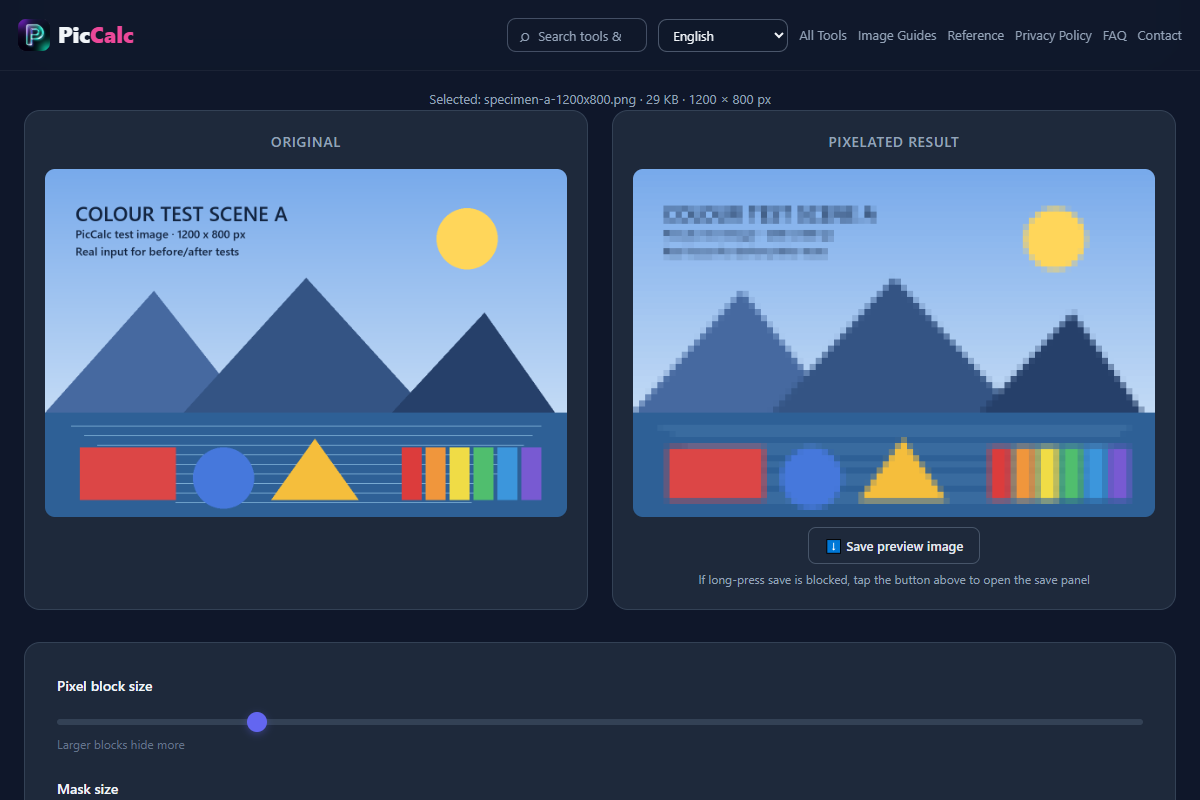 PicCalc
Search tools &
English
All Tools
Image Guides
Reference
Privacy Policy
FAQ
Contact
Selected: specimen-a-1200x800.png · 29 KB · 1200 × 800 px
ORIGINAL
COLOUR TEST SCENE A
PicCalc test image · 1200 x 800 px
Real input for before/after tests
PIXELATED RESULT
COLOUR TEST SCENE A
Save preview image
If long-press save is blocked, tap the button above to open the save panel
Pixel block size
Larger blocks hide more
Mask size